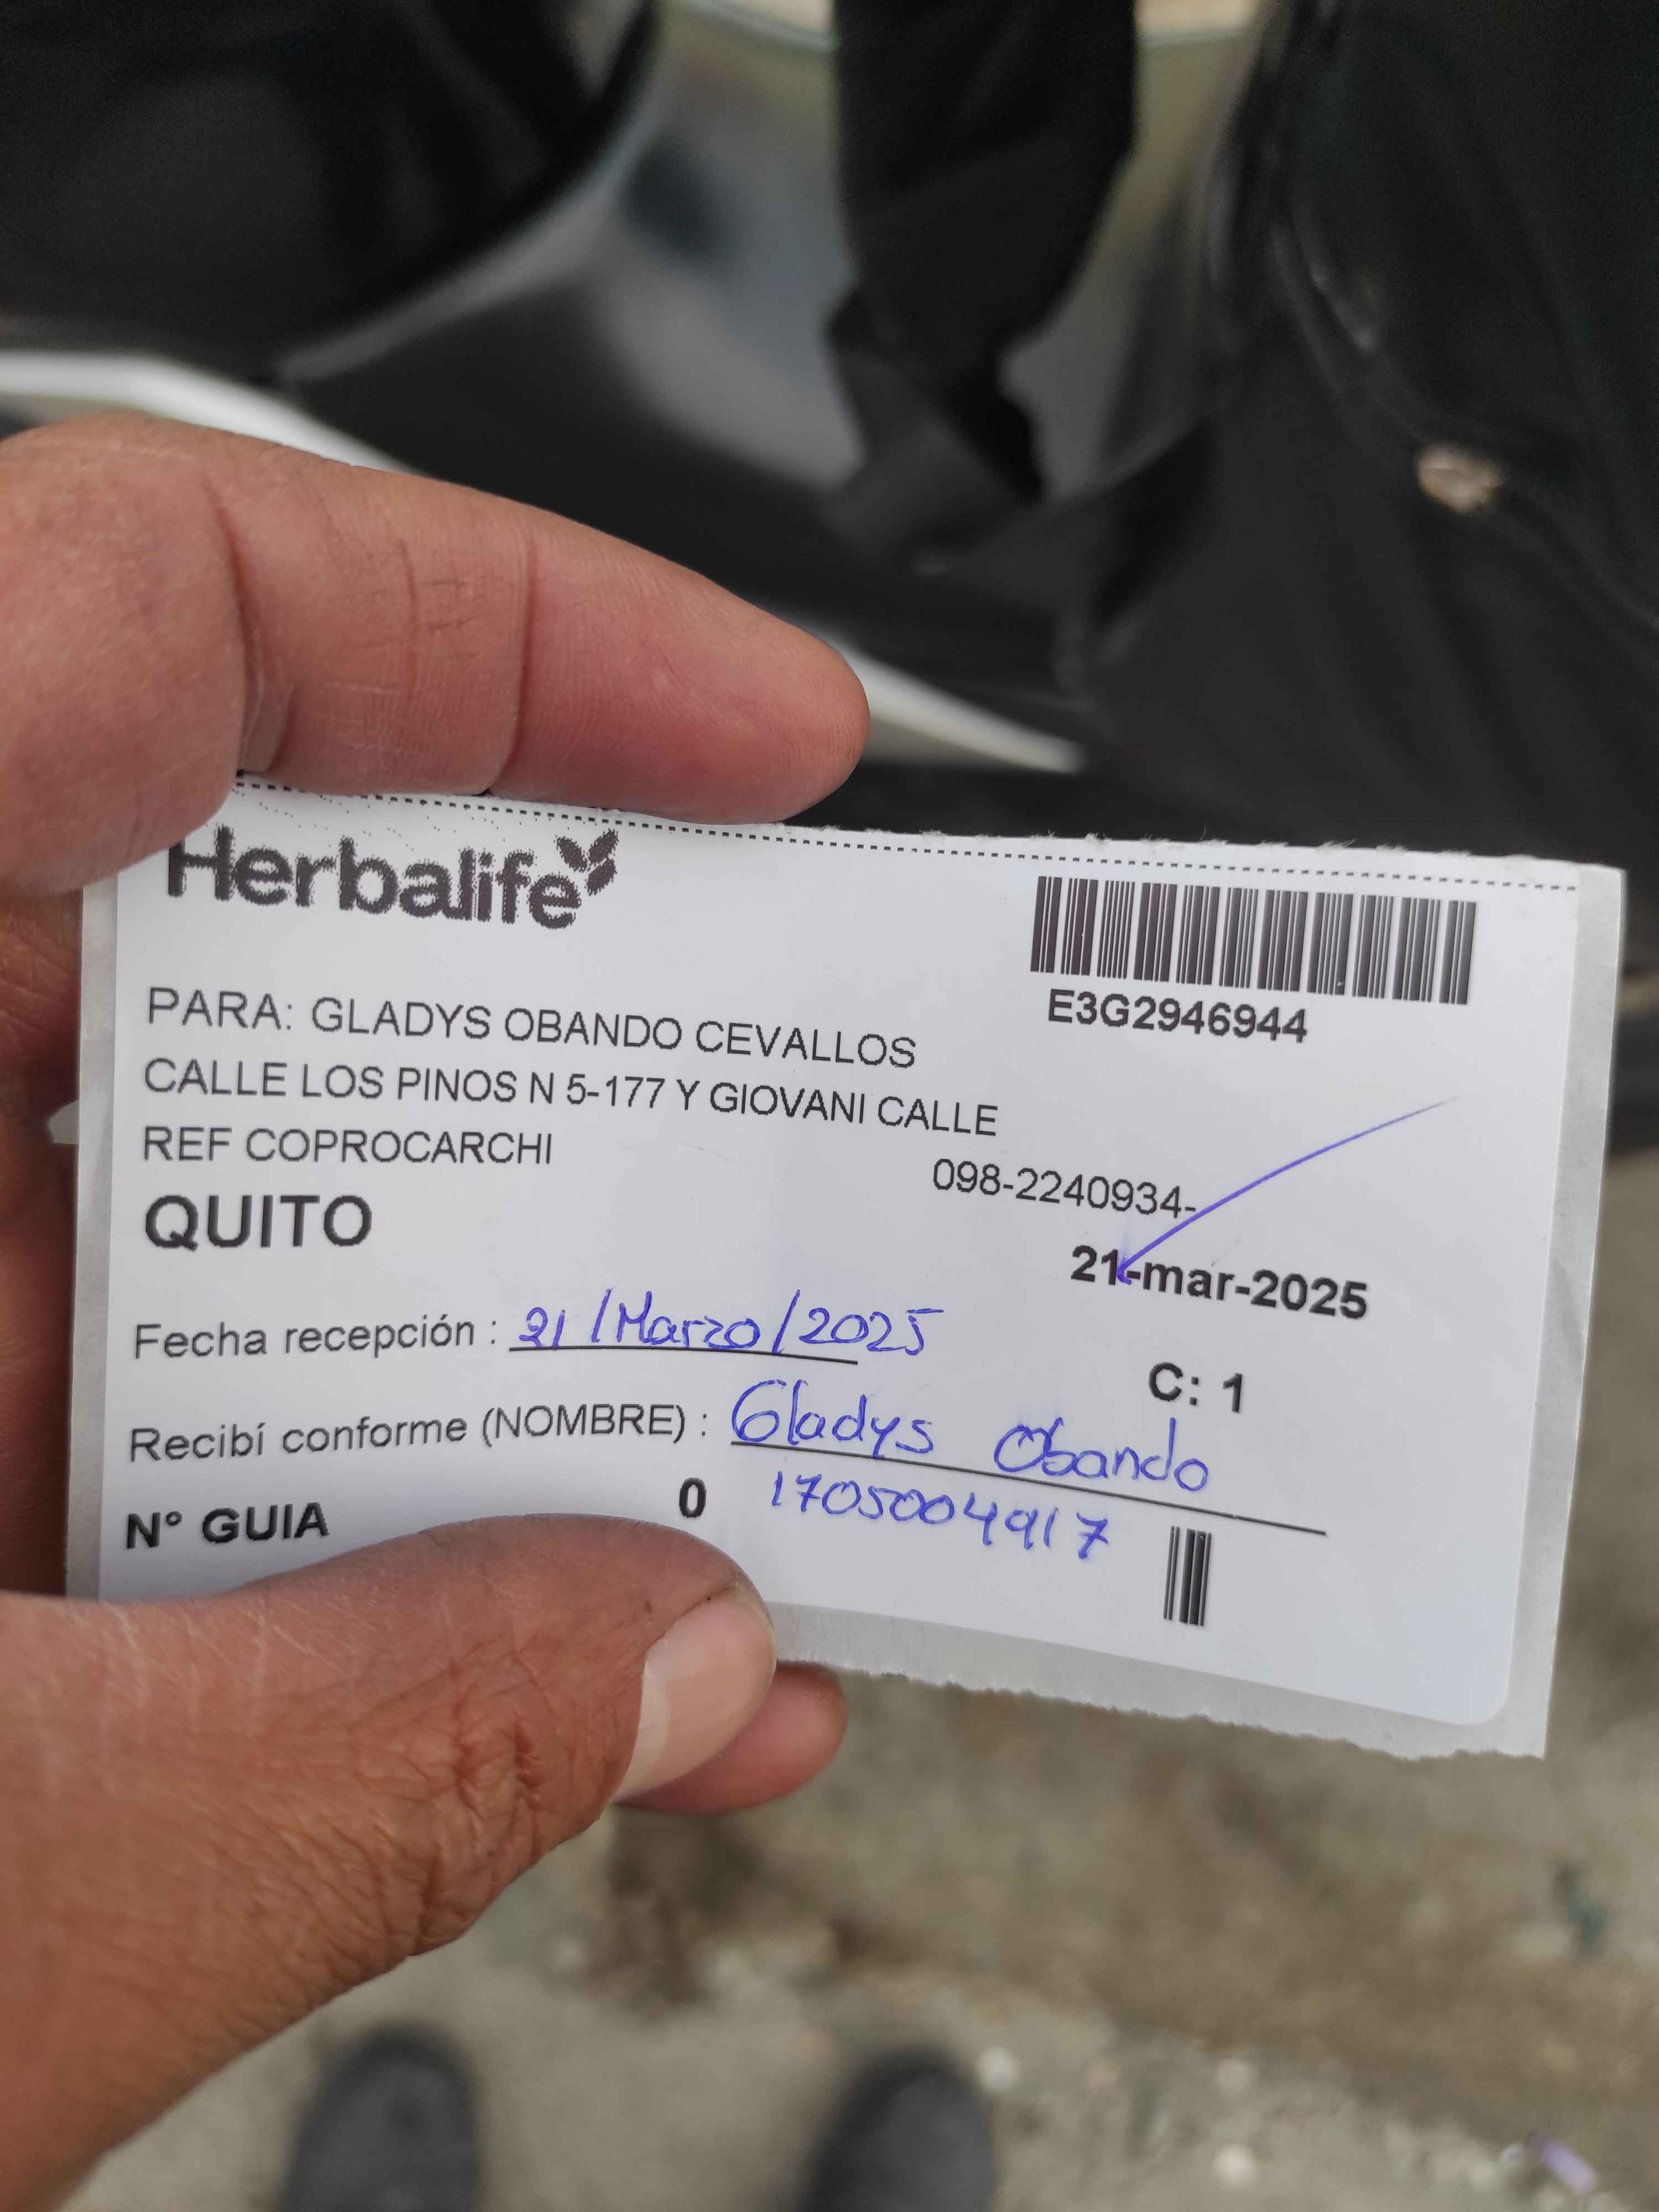 Herbalife
E3G2946944
PARA: GLADYS OBANDO CEVALLOS
CALLE LOS PINOS N 5-177 Y GIOVANI CALLE
REF COPROCARCHI
098-2240934-
QUITO
21-mar-2025
Fecha recepción : 21/Marzo/2025
C: 1
Recibí conforme (NOMBRE) : Gladys Obando
N° GUIA 0 1705004917